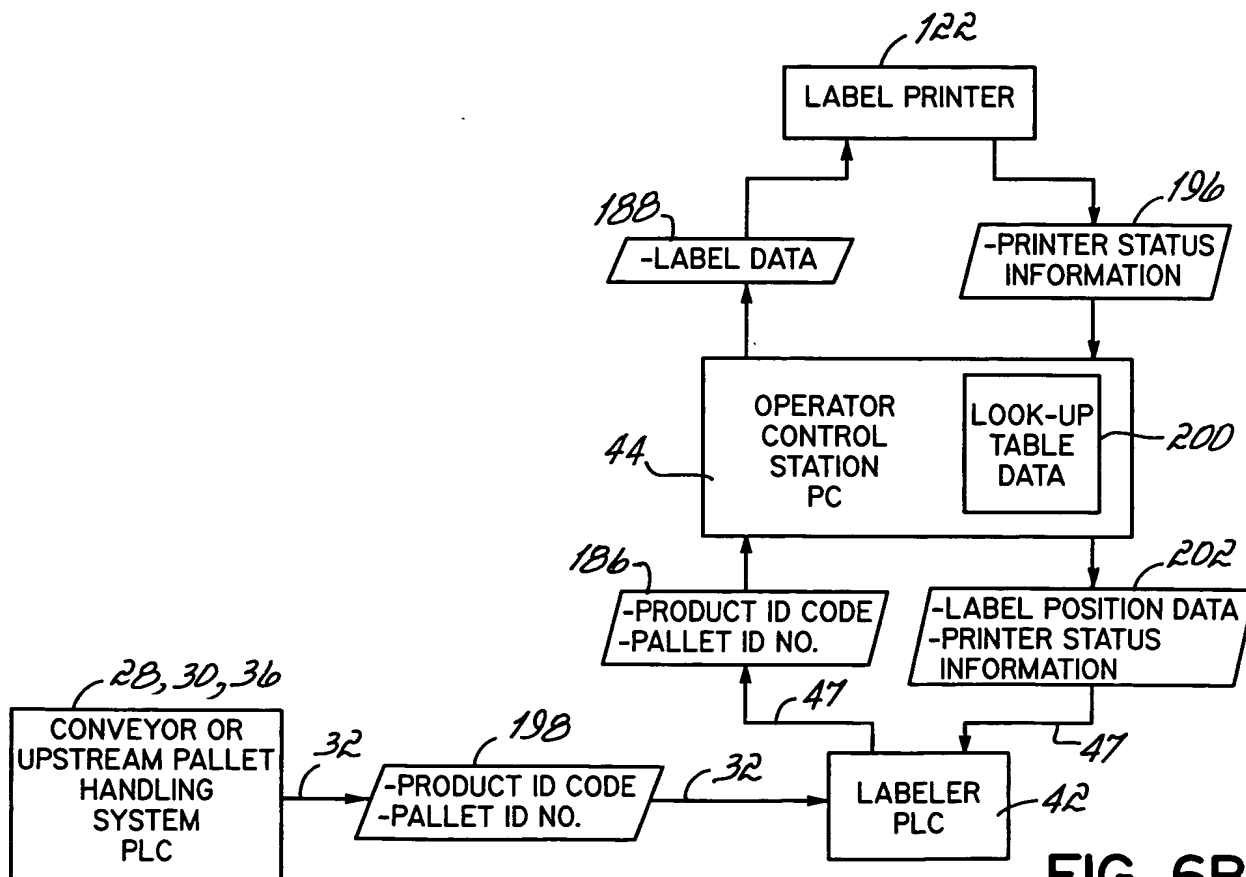 122
LABEL PRINTER
188
-LABEL DATA
196
-PRINTER STATUS
INFORMATION
OPERATOR
CONTROL
STATION
PC
44
LOOK-UP
TABLE
DATA
200
186
-PRODUCT ID CODE
-PALLET ID NO.
202
-LABEL POSITION DATA
-PRINTER STATUS
INFORMATION
47
47
28, 30, 36
CONVEYOR OR
UPSTREAM PALLET
HANDLING
SYSTEM
PLC
32
198
-PRODUCT ID CODE
-PALLET ID NO.
32
LABELER
PLC
42
FIG. 6B